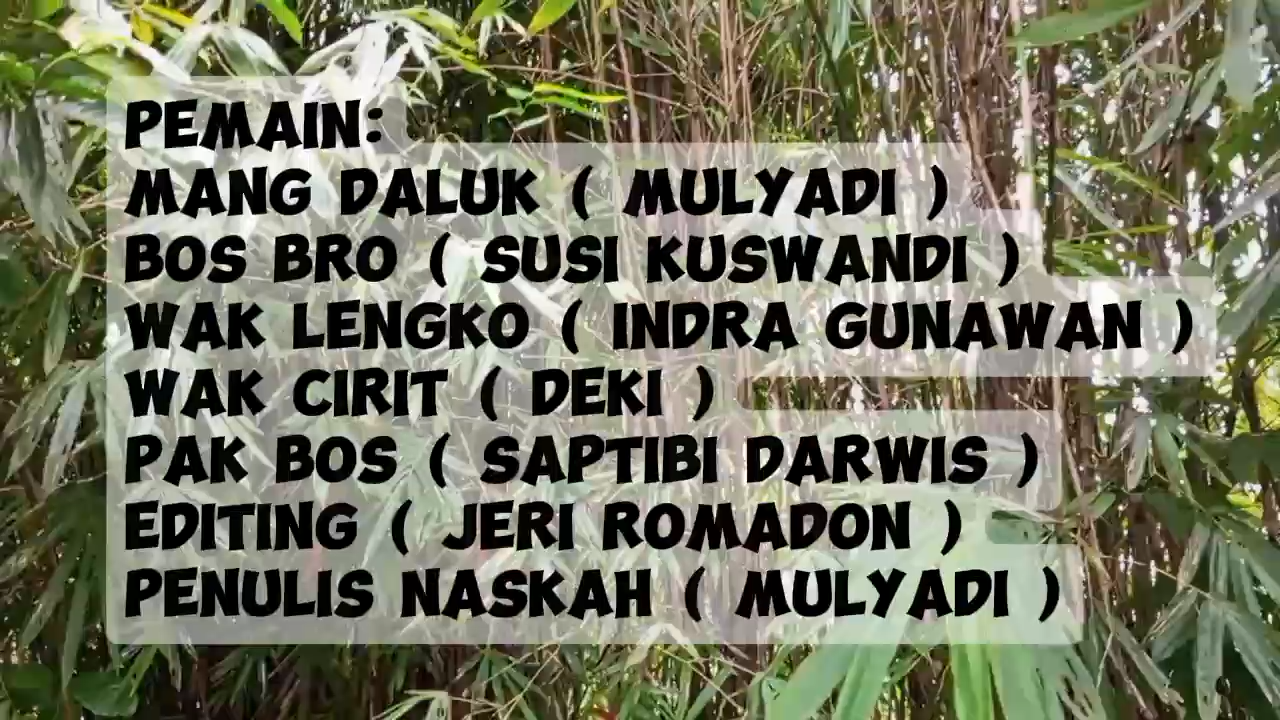 PEMAIN:
MANG DALUK ( MULYADI )
BOS BRO ( SUSI KUSWANDI )
WAK LENGKO ( INDRA GUNAWAN )
WAK CIRIT ( DEKI )
PAK BOS ( SAPTIBI DARWIS )
EDITING ( JERI ROMADON )
PENULIS NASKAH ( MULYADI )